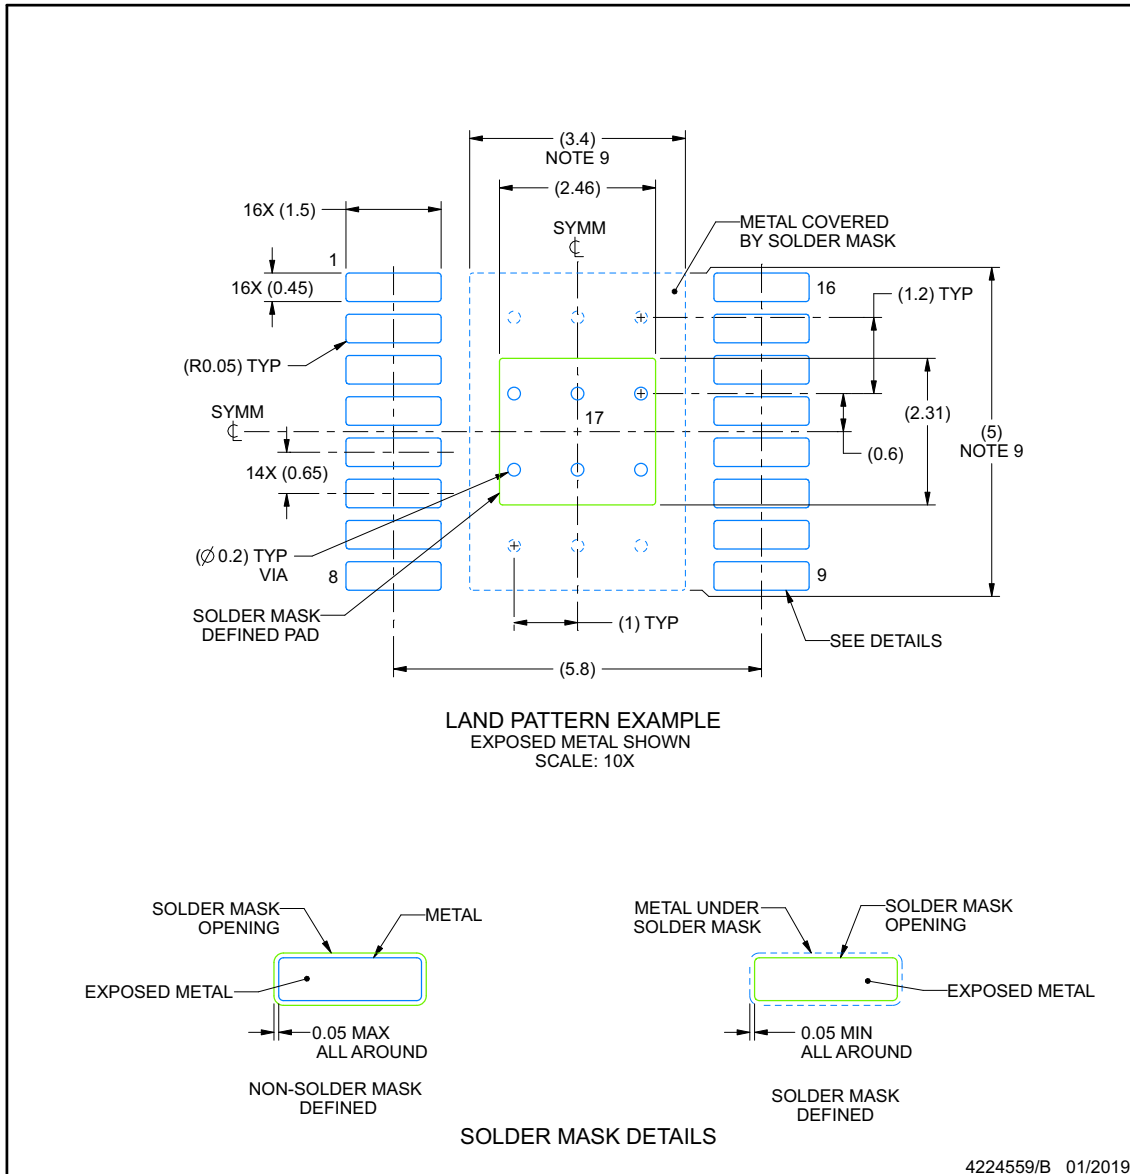 (3.4)
NOTE 9
(2.46)
16X (1.5)
SYMM
℄
METAL COVERED
BY SOLDER MASK
1
16X (0.45)
16
(1.2) TYP
(R0.05) TYP
SYMM
℄
17
(2.31)
(5)
NOTE 9
(0.6)
14X (0.65)
(Ø 0.2) TYP
VIA
8
9
SOLDER MASK
DEFINED PAD
(1) TYP
SEE DETAILS
(5.8)
LAND PATTERN EXAMPLE
EXPOSED METAL SHOWN
SCALE: 10X
SOLDER MASK
OPENING
METAL
EXPOSED METAL
0.05 MAX
ALL AROUND
NON-SOLDER MASK
DEFINED
METAL UNDER
SOLDER MASK
SOLDER MASK
OPENING
EXPOSED METAL
0.05 MIN
ALL AROUND
SOLDER MASK
DEFINED
SOLDER MASK DETAILS
4224559/B 01/2019